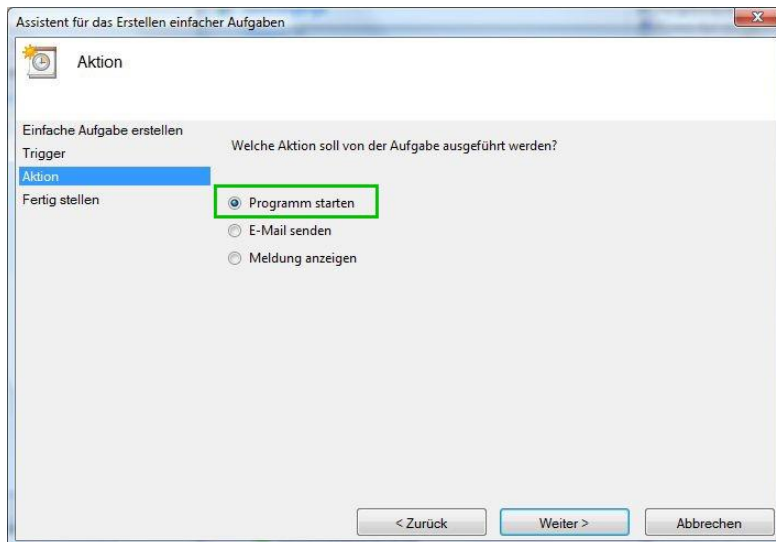 Assistent für das Erstellen einfacher Aufgaben
Aktion
Einfache Aufgabe erstellen
Trigger
Aktion
Fertig stellen
Welche Aktion soll von der Aufgabe ausgeführt werden?
Programm starten
E-Mail senden
Meldung anzeigen
< Zurück
Weiter >
Abbrechen